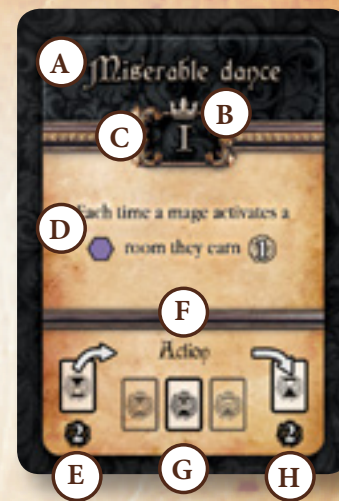 A
Miserable dance
B
C
I
Each time a mage activates a
D
room they earn 1
F
Action
2
2
E
G
H